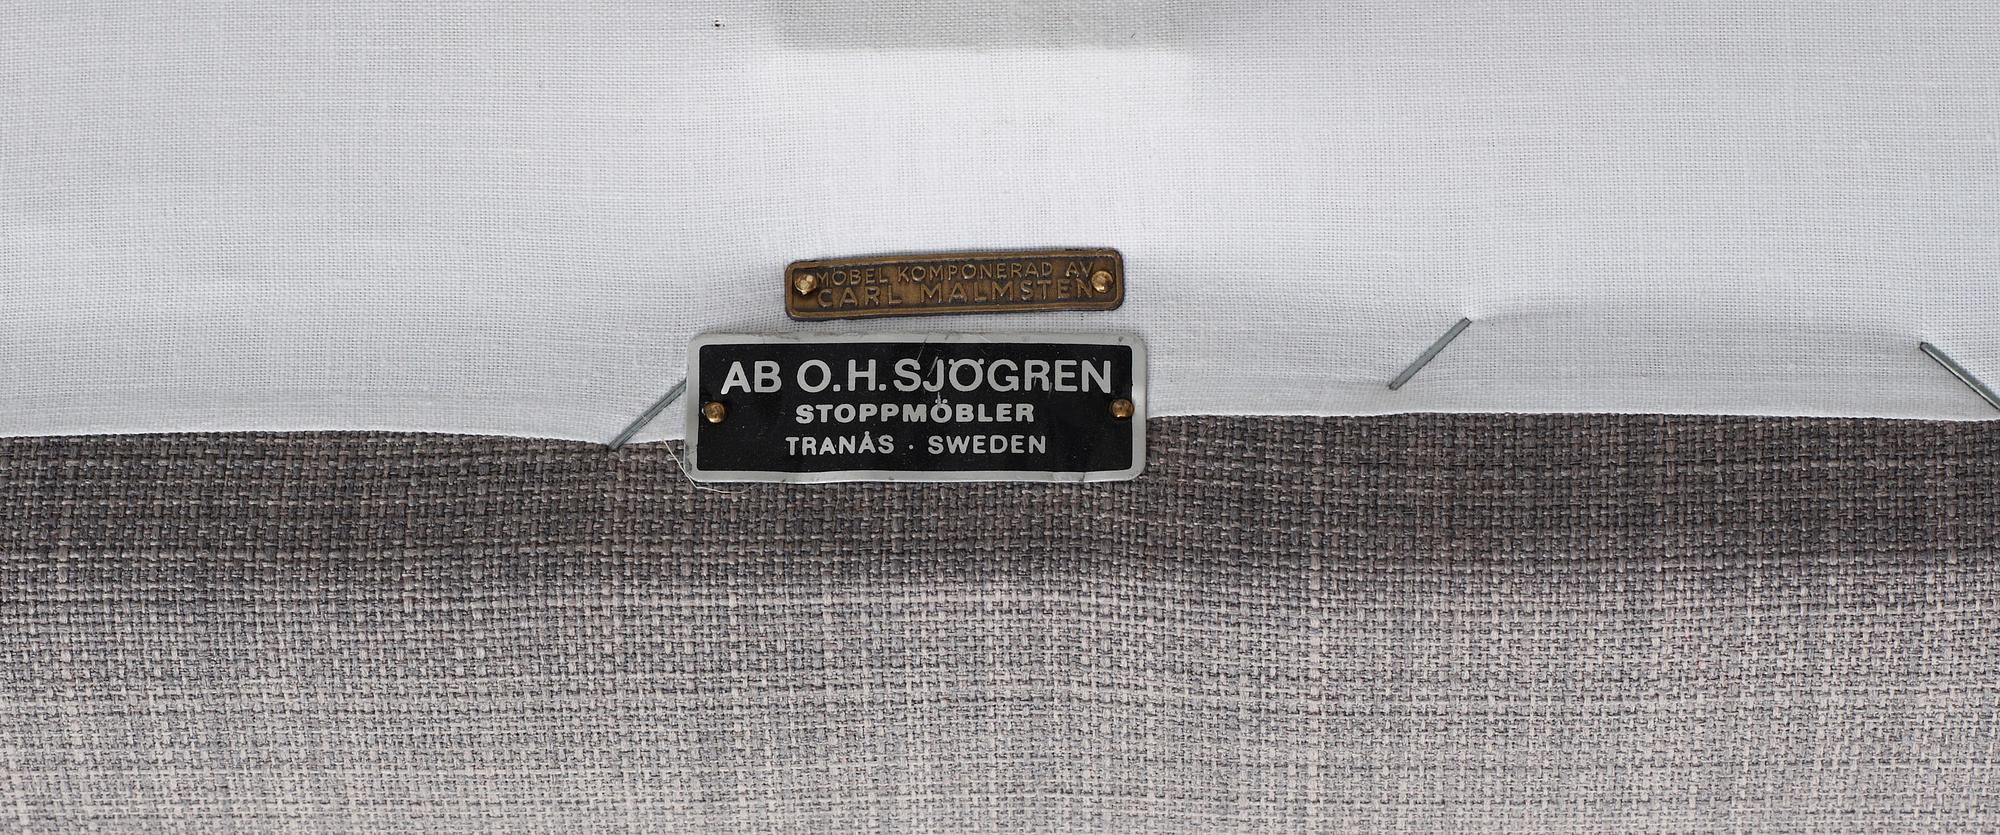 MÖBEL KOMPONERAD AV
CARL MALMSTEN
AB O.H.SJÖGREN
STOPPMÖBLER
TRANÅS · SWEDEN